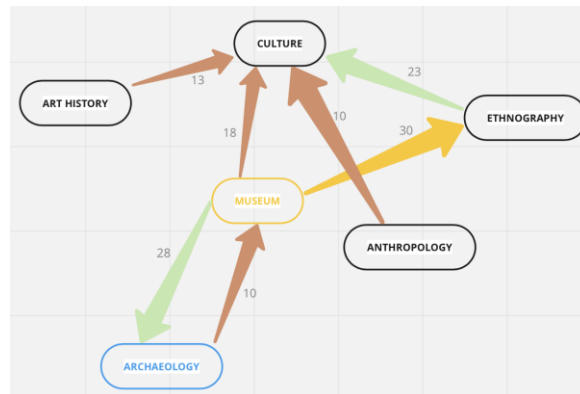 CULTURE
13
23
ART HISTORY
10
ETHNOGRAPHY
18
30
MUSEUM
ANTHROPOLOGY
28
10
ARCHAEOLOGY